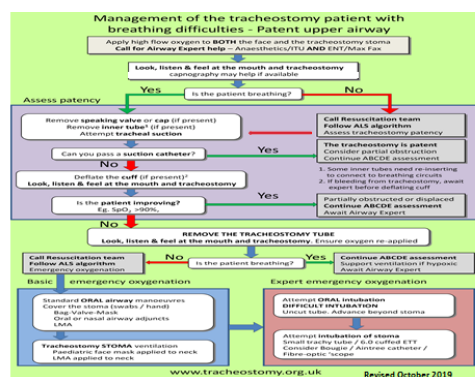 Management of the tracheostomy patient with
breathing difficulties - Patent upper airway
Apply high flow oxygen to BOTH the face and the tracheostomy stoma
Call for Airway Expert help – Anaesthetics/ITU AND ENT/Max Fax
Look, listen & feel at the mouth and tracheostomy
capnography may help if available
Yes
Is the patient breathing?
No
Assess patency
Remove speaking valve or cap (if present)
Remove inner tube¹ (if present)
Attempt tracheal suction
Call Resuscitation team
Follow ALS algorithm
Assess tracheostomy patency
Can you pass a suction catheter?
Yes
The tracheostomy is patent
Consider partial obstruction
Continue ABCDE assessment
No
Deflate the cuff (if present)²
Look, listen & feel at the mouth and tracheostomy
1. Some inner tubes need re-inserting
to connect to breathing circuits
2. If bleeding from tracheostomy, await
expert before deflating cuff
Is the patient improving?
Eg. SpO₂ >90%,
Yes
Partially obstructed or displaced
Continue ABCDE assessment
Await Airway Expert
No
REMOVE THE TRACHEOSTOMY TUBE
Look, listen & feel at the mouth and tracheostomy. Ensure oxygen re-applied
Call Resuscitation team
Follow ALS algorithm
Emergency oxygenation
No
Is the patient breathing?
Yes
Continue ABCDE assessment
Support ventilation if hypoxic
Await Airway Expert
Basic emergency oxygenation
Expert emergency oxygenation
Standard ORAL airway manoeuvres
Cover the stoma (swabs / hand)
Bag-Valve-Mask
Oral or nasal airway adjuncts
LMA
Tracheostomy STOMA ventilation
Paediatric face mask applied to neck
LMA applied to neck
Attempt ORAL intubation
DIFFICULT INTUBATION
Uncut tube. Advance beyond stoma
Attempt intubation of stoma
Small trachy tube / 6.0 cuffed ETT
Consider Bougie / Aintree catheter /
Fibre-optic 'scope
www.tracheostomy.org.uk
Revised October 2019